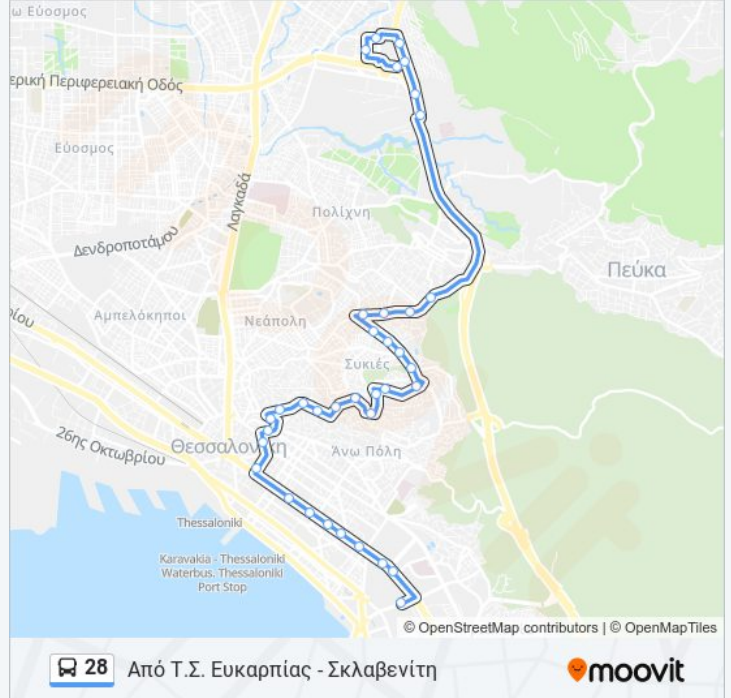 ω Εύοσμος
ερική Περιφερειακή Οδός
Εύοσμος
Λαγκαδά
Πολίχνη
Δενδροποτάμου
Πεύκα
ίου
Αμπελόκηποι
Νεάπολη
Συκιές
26ης Οκτωβρίου
Θεσσαλονίκη
Άνω Πόλη
Thessaloniki
Karavakia - Thessaloniki
Waterbus. Thessaloniki
Port Stop
© OpenStreetMap contributors | © OpenMapTiles
28 Από Τ.Σ. Ευκαρπίας - Σκλαβενίτη
moovit